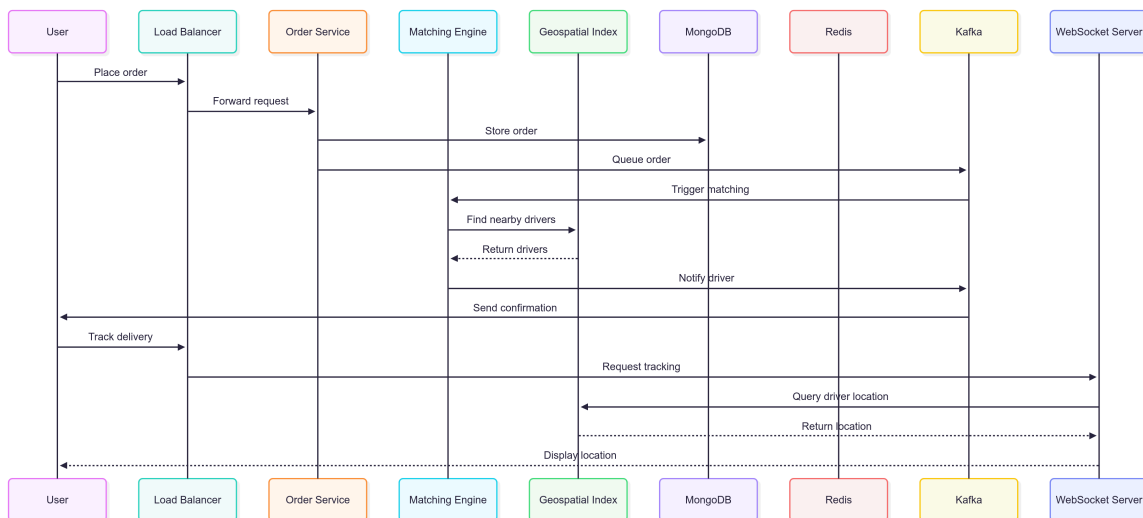 User
Load Balancer
Order Service
Matching Engine
Geospatial Index
MongoDB
Redis
Kafka
WebSocket Server
Place order
Forward request
Store order
Queue order
Trigger matching
Find nearby drivers
Return drivers
Notify driver
Send confirmation
Track delivery
Request tracking
Query driver location
Return location
Display location
User
Load Balancer
Order Service
Matching Engine
Geospatial Index
MongoDB
Redis
Kafka
WebSocket Server